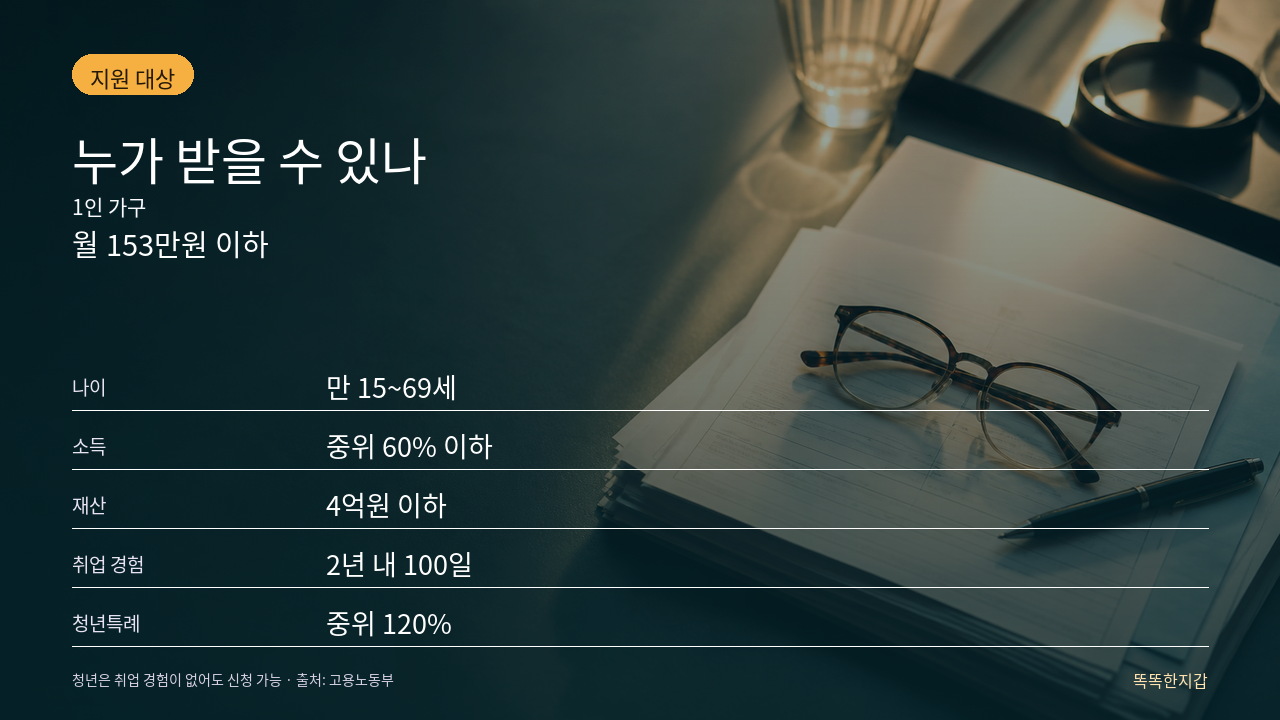 지원 대상
누가 받을 수 있나
1인 가구
월 153만원 이하
나이 만 15~69세
소득 중위 60% 이하
재산 4억원 이하
취업 경험 2년 내 100일
청년특례 중위 120%
청년은 취업 경험이 없어도 신청 가능 · 출처: 고용노동부
똑똑한지갑